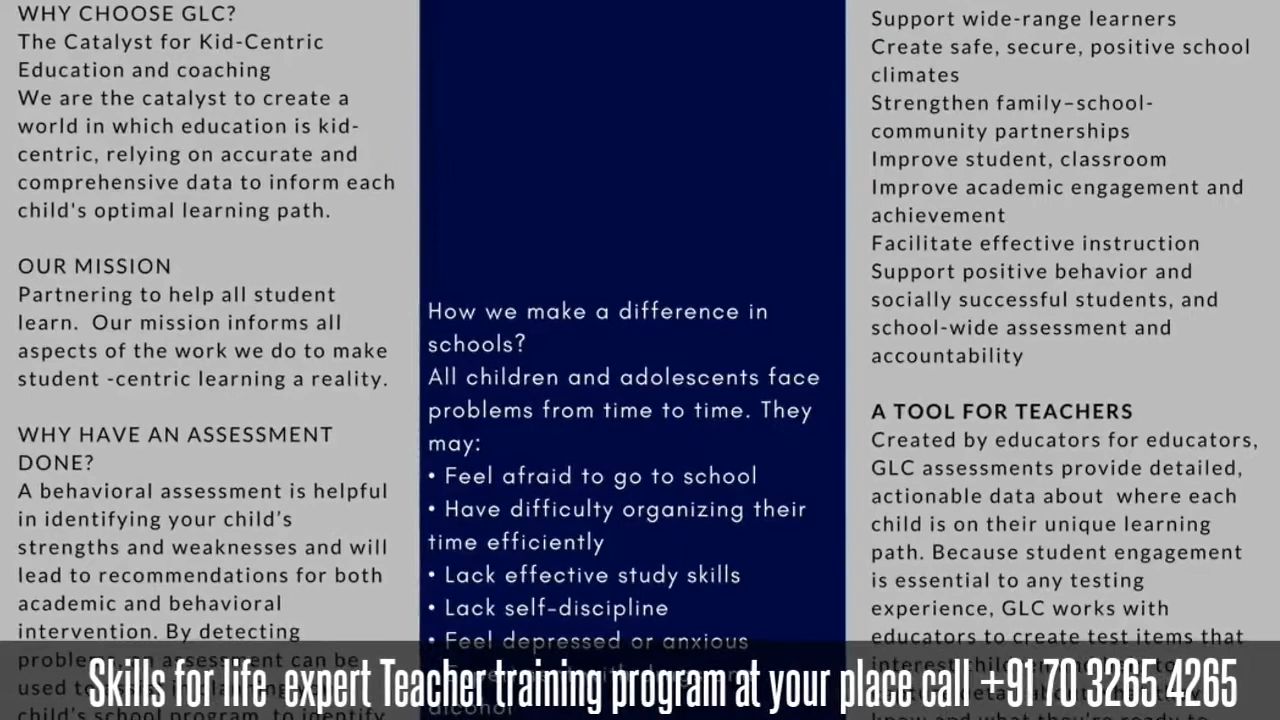 WHY CHOOSE GLC?
The Catalyst for Kid-Centric
Education and coaching
We are the catalyst to create a
world in which education is kid-
centric, relying on accurate and
comprehensive data to inform each
child's optimal learning path.
OUR MISSION
Partnering to help all student
learn.  Our mission informs all
aspects of the work we do to make
student -centric learning a reality.
WHY HAVE AN ASSESSMENT
DONE?
A behavioral assessment is helpful
in identifying your child's
strengths and weaknesses and will
lead to recommendations for both
academic and behavioral
intervention. By detecting
assessment can be
used to
child's school program, to identify
How we make a difference in
schools?
All children and adolescents face
problems from time to time. They
may:
• Feel afraid to go to school
• Have difficulty organizing their
time efficiently
• Lack effective study skills
• Lack self-discipline
• Feel depressed or anxious
alcohol
Support wide-range learners
Create safe, secure, positive school
climates
Strengthen family–school-
community partnerships
Improve student, classroom
Improve academic engagement and
achievement
Facilitate effective instruction
Support positive behavior and
socially successful students, and
school-wide assessment and
accountability
A TOOL FOR TEACHERS
Created by educators for educators,
GLC assessments provide detailed,
actionable data about  where each
child is on their unique learning
path. Because student engagement
is essential to any testing
experience, GLC works with
educators to create test items that
Skills for life  expert Teacher training program at your place call +91 70 3265 4265